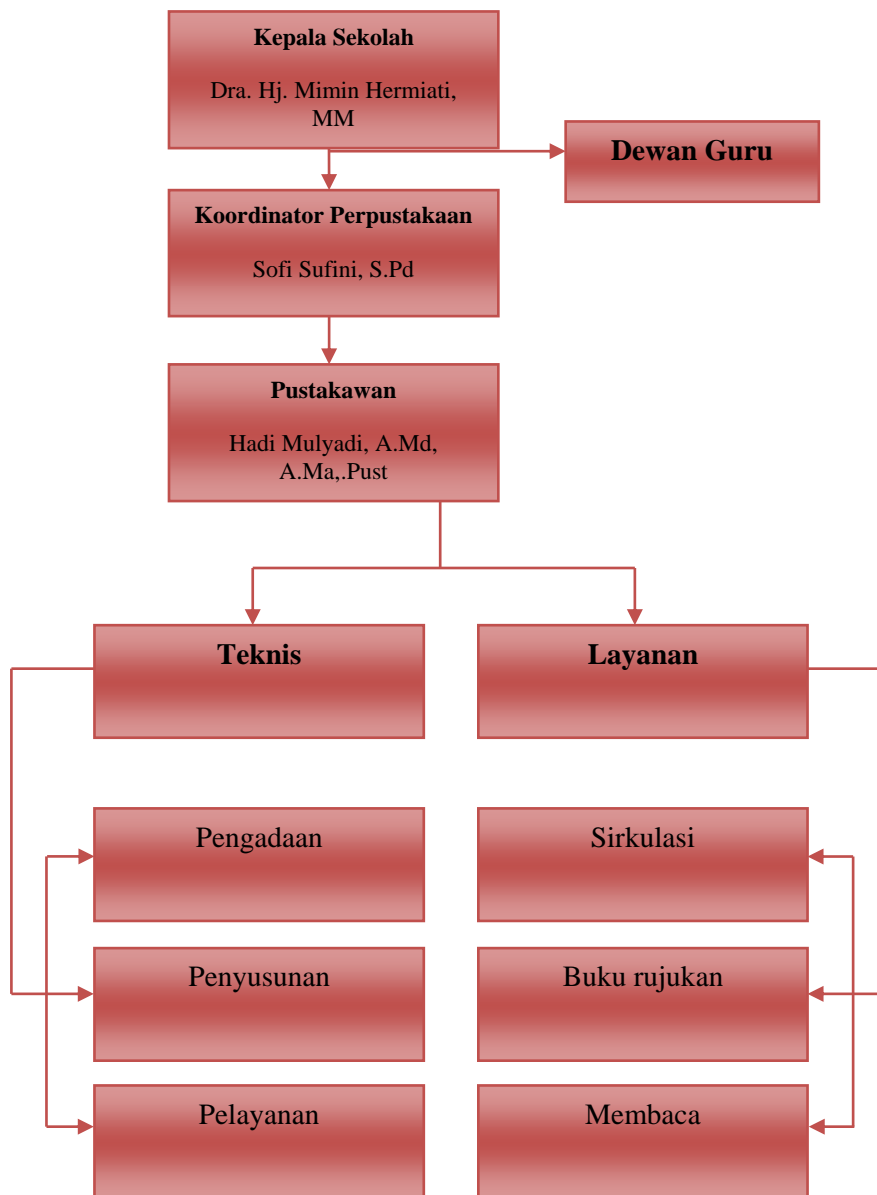 Kepala Sekolah
Dra. Hj. Mimin Hermiati,
MM
Dewan Guru
Koordinator Perpustakaan
Sofi Sufini, S.Pd
Pustakawan
Hadi Mulyadi, A.Md,
A.Ma,.Pust
Teknis
Layanan
Pengadaan
Sirkulasi
Penyusunan
Buku rujukan
Pelayanan
Membaca